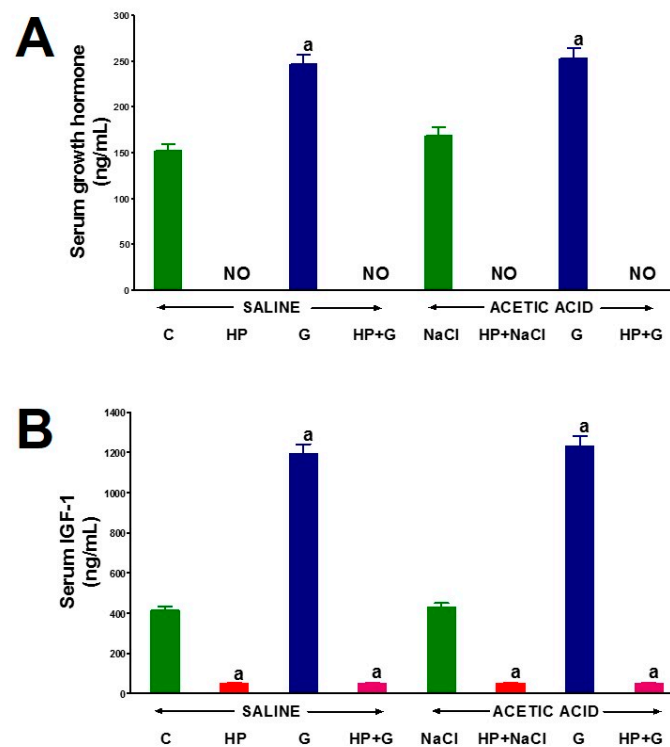 A
Serum growth hormone
(ng/mL)
300
250
200
150
100
50
0
a
a
NO
NO
NO
NO
SALINE
ACETIC ACID
C HP G HP+G NaCl HP+NaCl G HP+G
B
Serum IGF-1
(ng/mL)
1400
1200
1000
800
600
400
200
0
a
a
a
a
a
a
SALINE
ACETIC ACID
C HP G HP+G NaCl HP+NaCl G HP+G